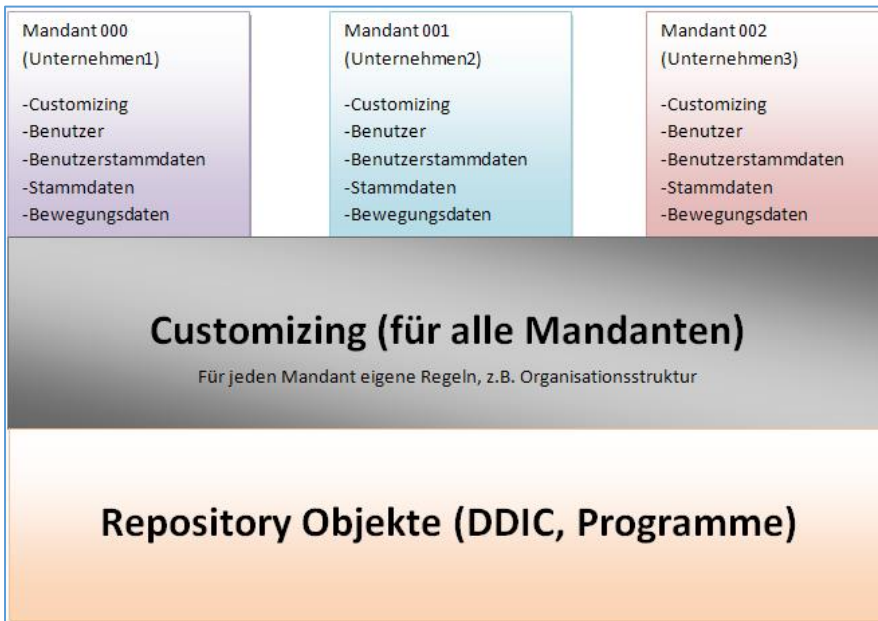 Mandant 000
(Unternehmen1)
-Customizing
-Benutzer
-Benutzerstammdaten
-Stammdaten
-Bewegungsdaten
Mandant 001
(Unternehmen2)
-Customizing
-Benutzer
-Benutzerstammdaten
-Stammdaten
-Bewegungsdaten
Mandant 002
(Unternehmen3)
-Customizing
-Benutzer
-Benutzerstammdaten
-Stammdaten
-Bewegungsdaten
Customizing (für alle Mandanten)
Für jeden Mandant eigene Regeln, z.B. Organisationsstruktur
Repository Objekte (DDIC, Programme)